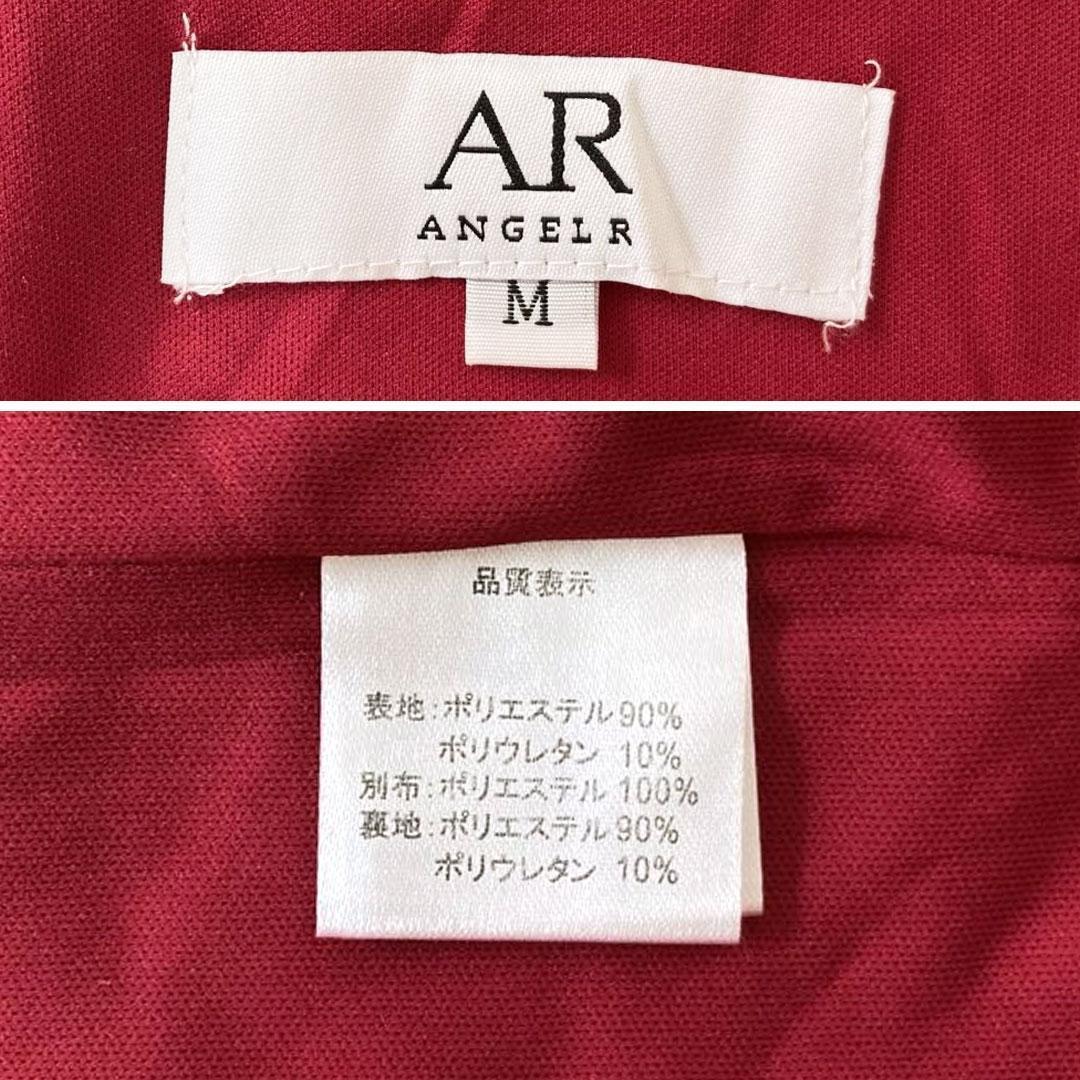 AR
ANGEL R
M
品質表示
表地:ポリエステル90%
ポリウレタン 10%
別布:ポリエステル 100%
裏地:ポリエステル90%
ポリウレタン 10%